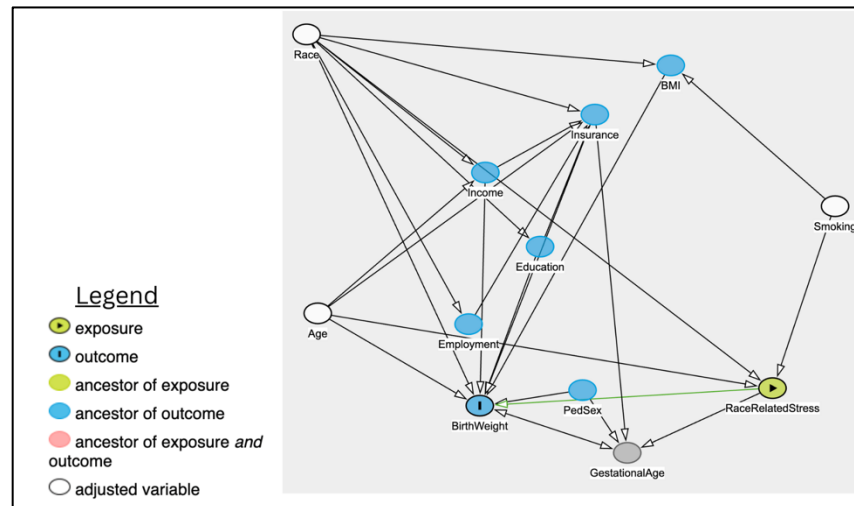 Race
BMI
Insurance
Income
Smoking
Education
Age
Employment
PedSex
BirthWeight
RaceRelatedStress
GestationalAge
Legend
exposure
outcome
ancestor of exposure
ancestor of outcome
ancestor of exposure and
outcome
adjusted variable